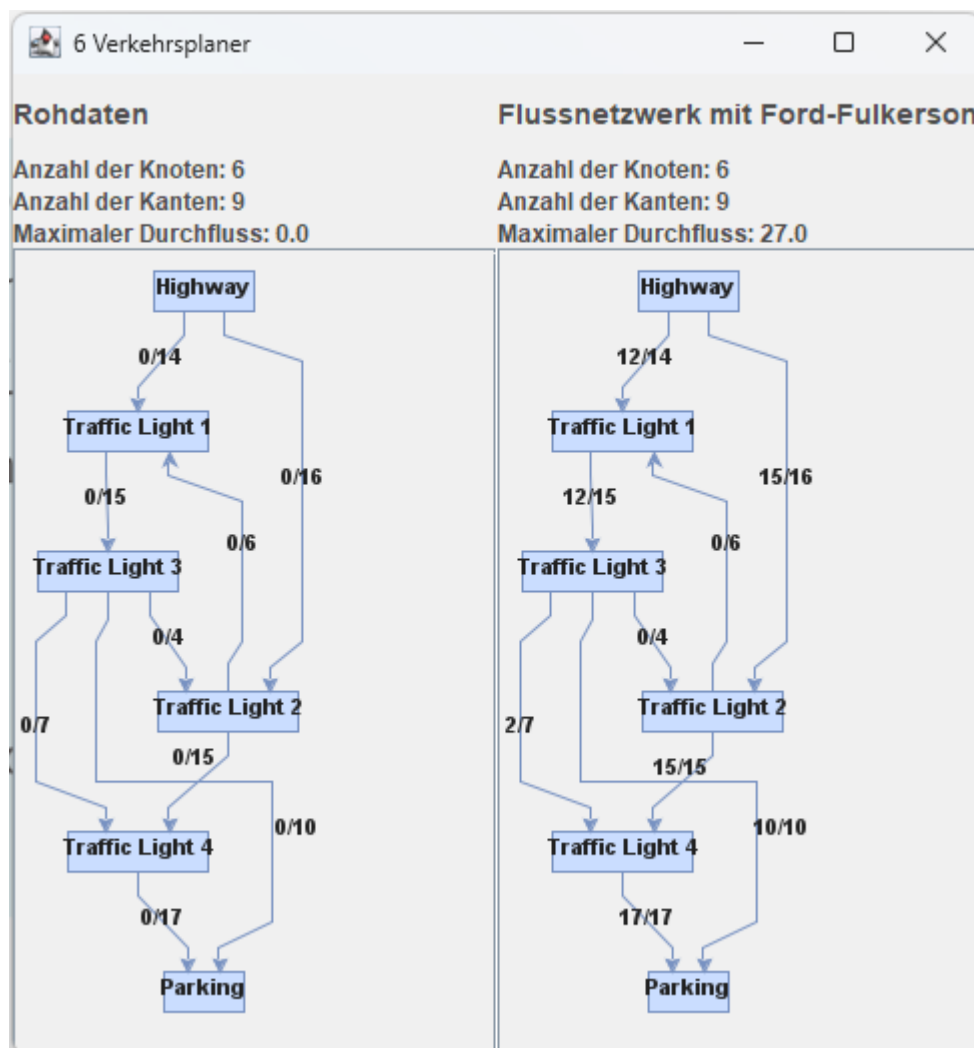 6 Verkehrsplaner
Rohdaten
Anzahl der Knoten: 6
Anzahl der Kanten: 9
Maximaler Durchfluss: 0.0
Highway
0/14
Traffic Light 1
0/16
0/15
0/6
Traffic Light 3
0/4
Traffic Light 2
0/7
0/15
0/10
Traffic Light 4
0/17
Parking
Flussnetzwerk mit Ford-Fulkerson
Anzahl der Knoten: 6
Anzahl der Kanten: 9
Maximaler Durchfluss: 27.0
Highway
12/14
Traffic Light 1
15/16
12/15
0/6
Traffic Light 3
0/4
Traffic Light 2
2/7
15/15
10/10
Traffic Light 4
17/17
Parking